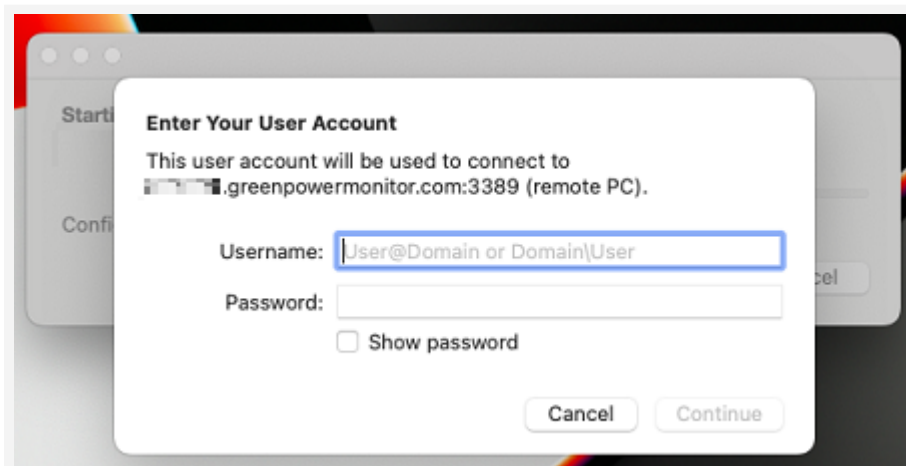 Starti
Enter Your User Account
This user account will be used to connect to
.greenpowermonitor.com:3389 (remote PC).
Confi
Username: User@Domain or Domain\User
cel
Password:
Show password
Cancel Continue